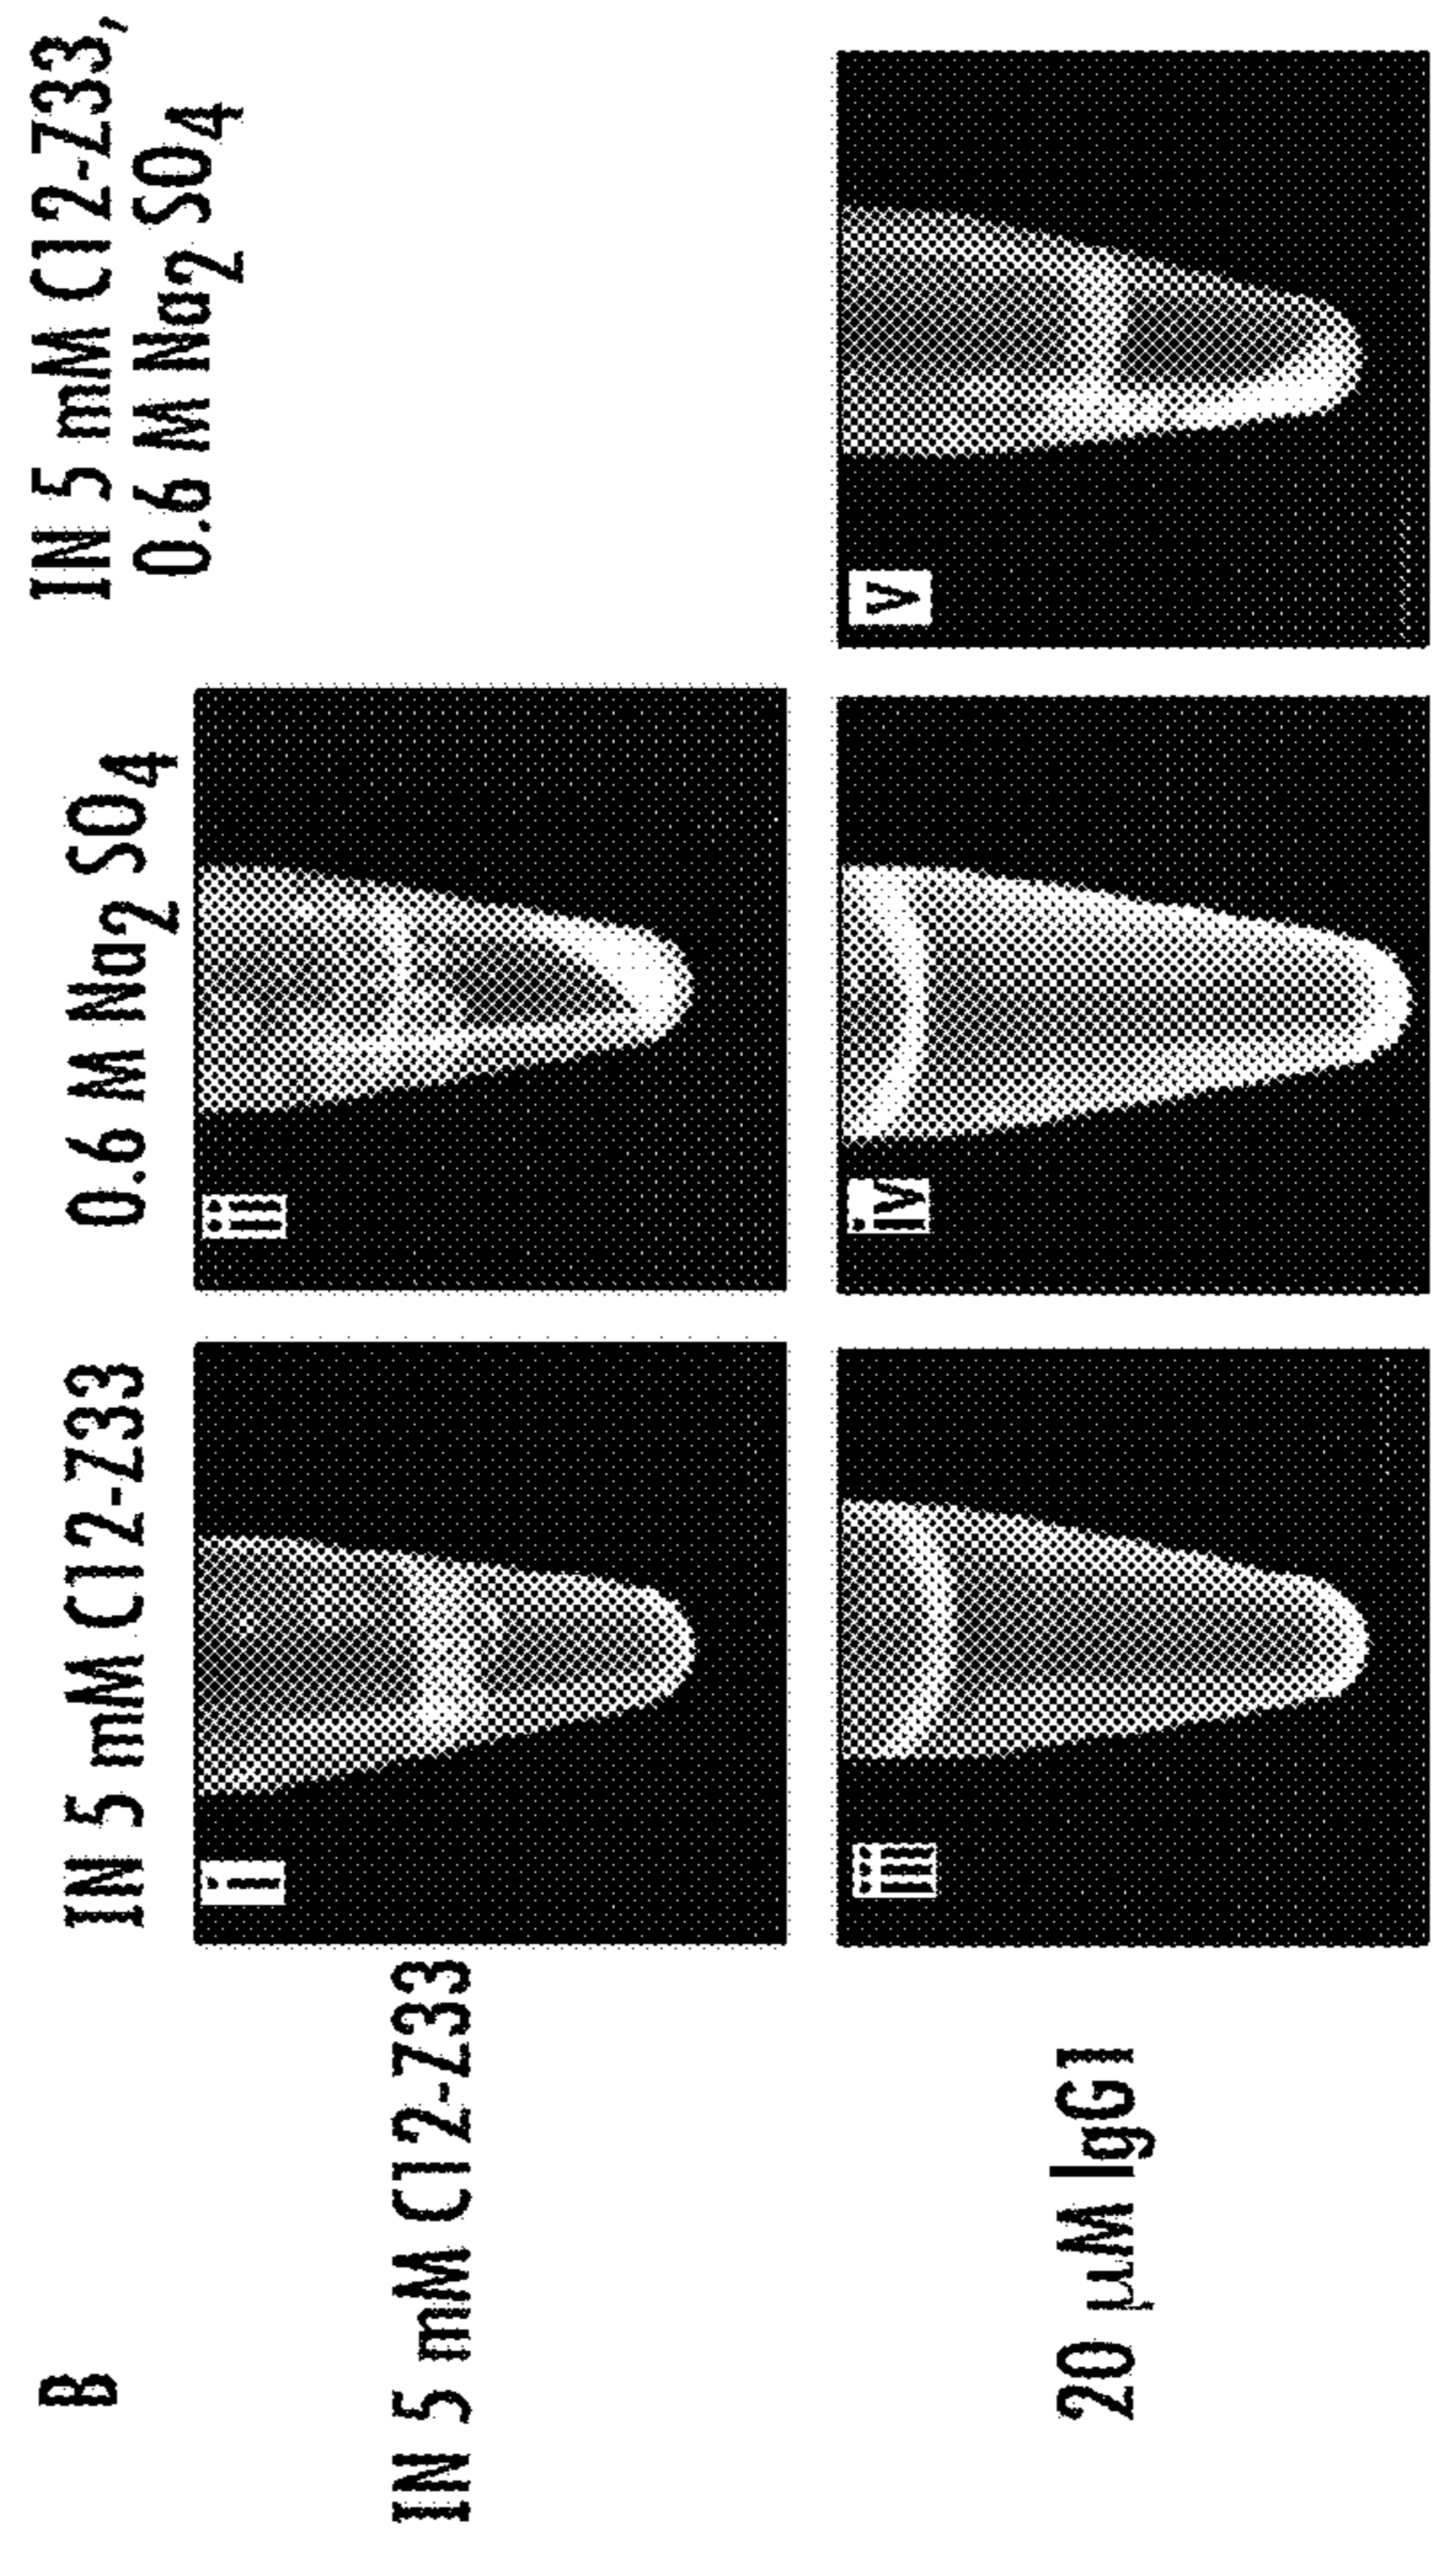 B
IN 5 mM C12-Z33
0.6 M Na2 SO4
IN 5 mM C12-Z33,
0.6 M Na2 SO4
IN 5 mM C12-Z33
i
ii
20 μM IgG1
iii
iv
v